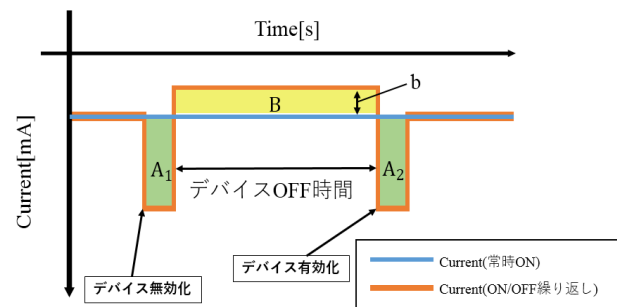 Time[s]
b
B
Current[mA]
A₁
A₂
デバイスOFF時間
デバイス無効化
デバイス有効化
Current(常時ON)
Current(ON/OFF繰り返し)